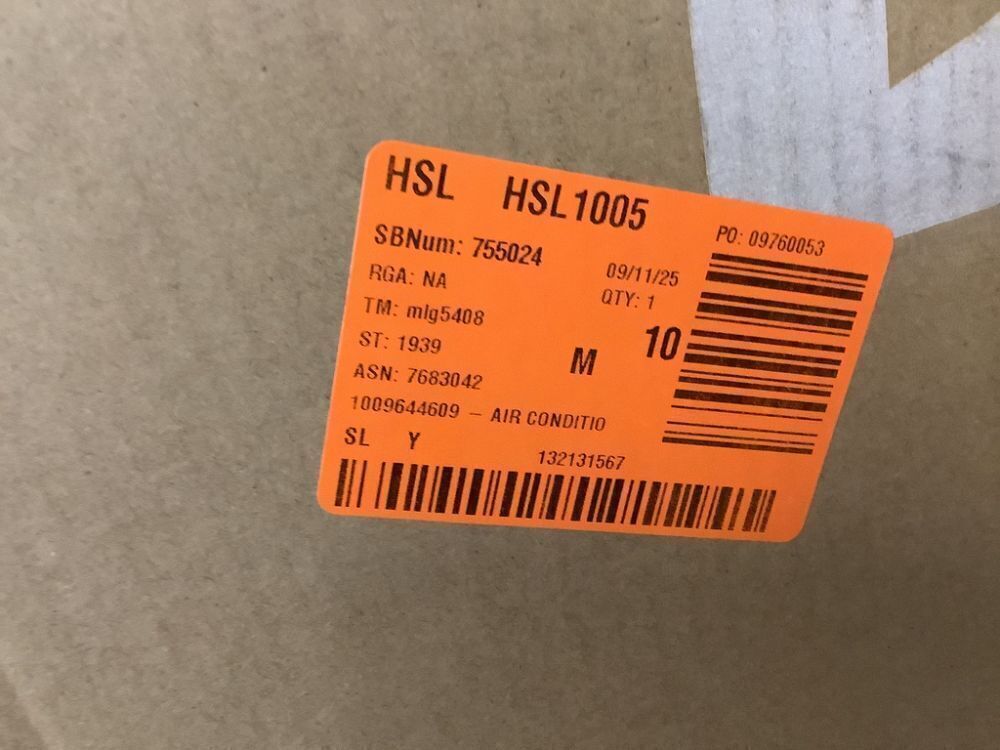 HSL HSL1005
SBNum: 755024
PO: 09760053
RGA: NA
09/11/25
TM: mlg5408
QTY: 1
ST: 1939
M 10
ASN: 7683042
1009644609 – AIR CONDITIO
SL Y
132131567